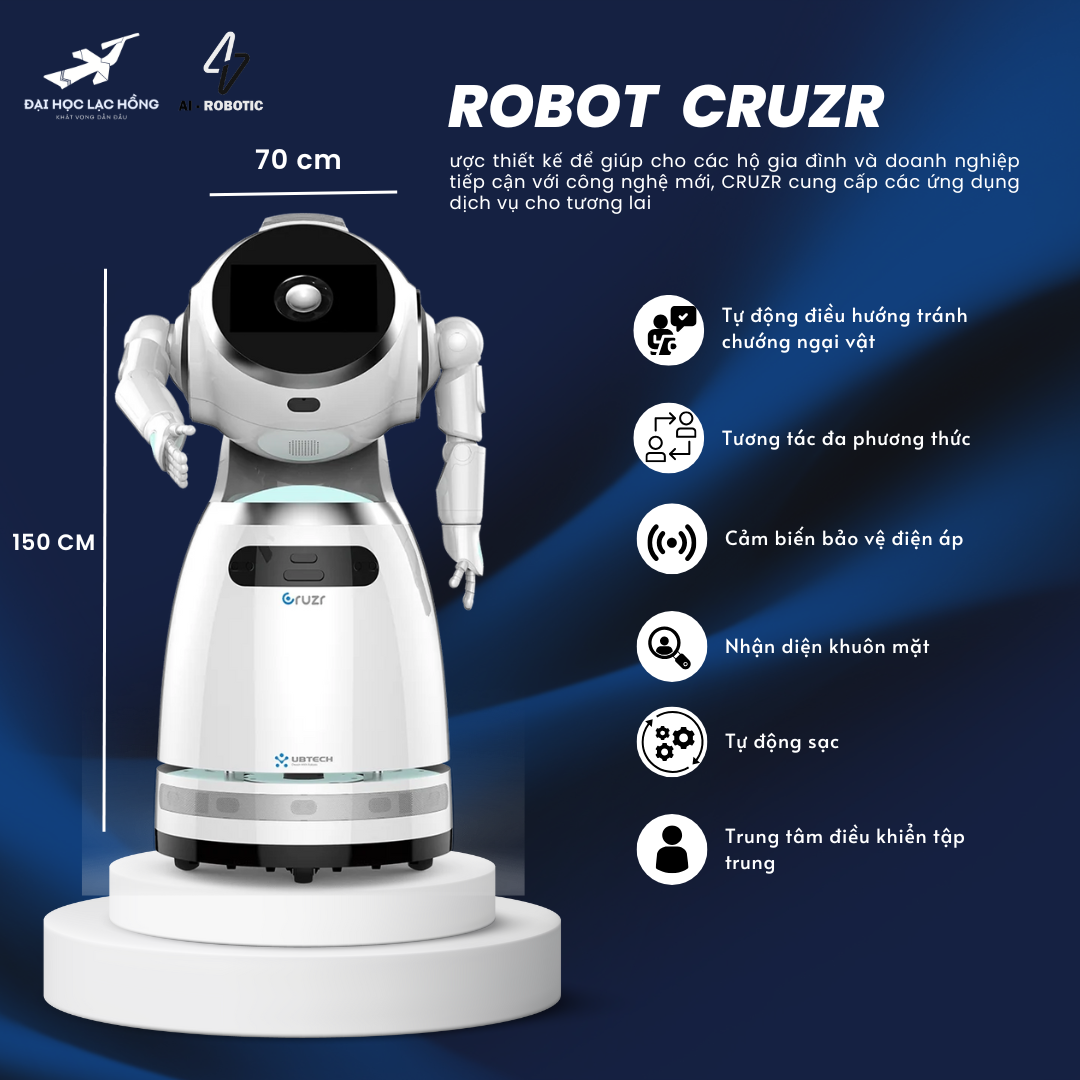 ĐẠI HỌC LẠC HỒNG
KHÁT VỌNG DẪN ĐẦU
AI - ROBOTIC
ROBOT CRUZR
70 cm
ược thiết kế để giúp cho các hộ gia đình và doanh nghiệp
tiếp cận với công nghệ mới, CRUZR cung cấp các ứng dụng
dịch vụ cho tương lai
Tự động điều hướng tránh
chướng ngại vật
Tương tác đa phương thức
150 CM
Cảm biến bảo vệ điện áp
Cruzr
Nhận diện khuôn mặt
Tự động sạc
UBTECH
Trung tâm điều khiển tập
trung